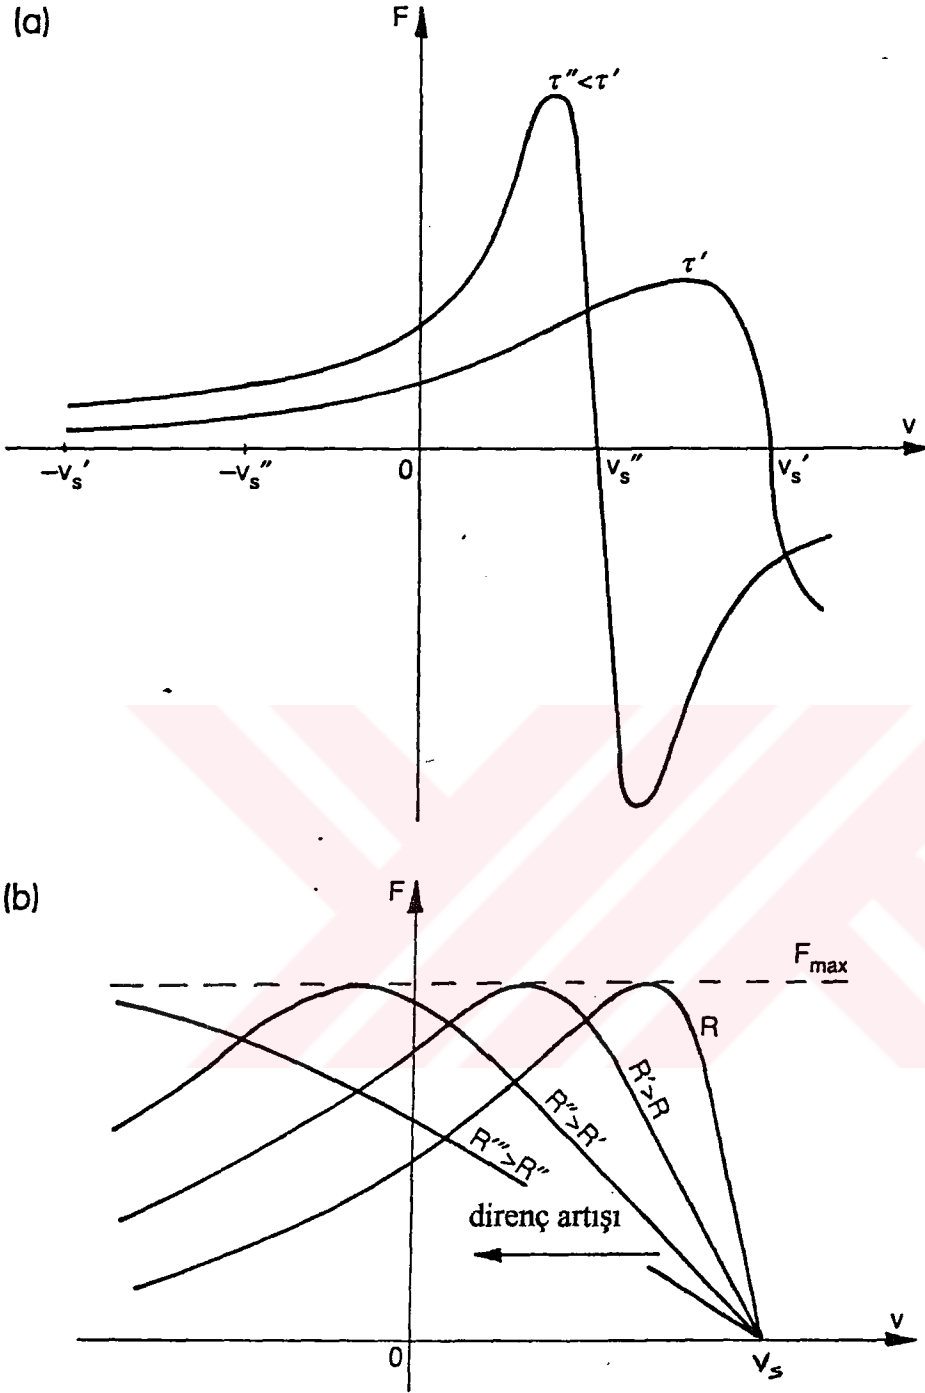 (a)
F
τ″<τ′
τ′
v
−vs′
−vs″
0
vs″
vs′
(b)
F
Fmax
R
R′>R
R″>R′
R‴>R″
direnç artışı
v
0
vs